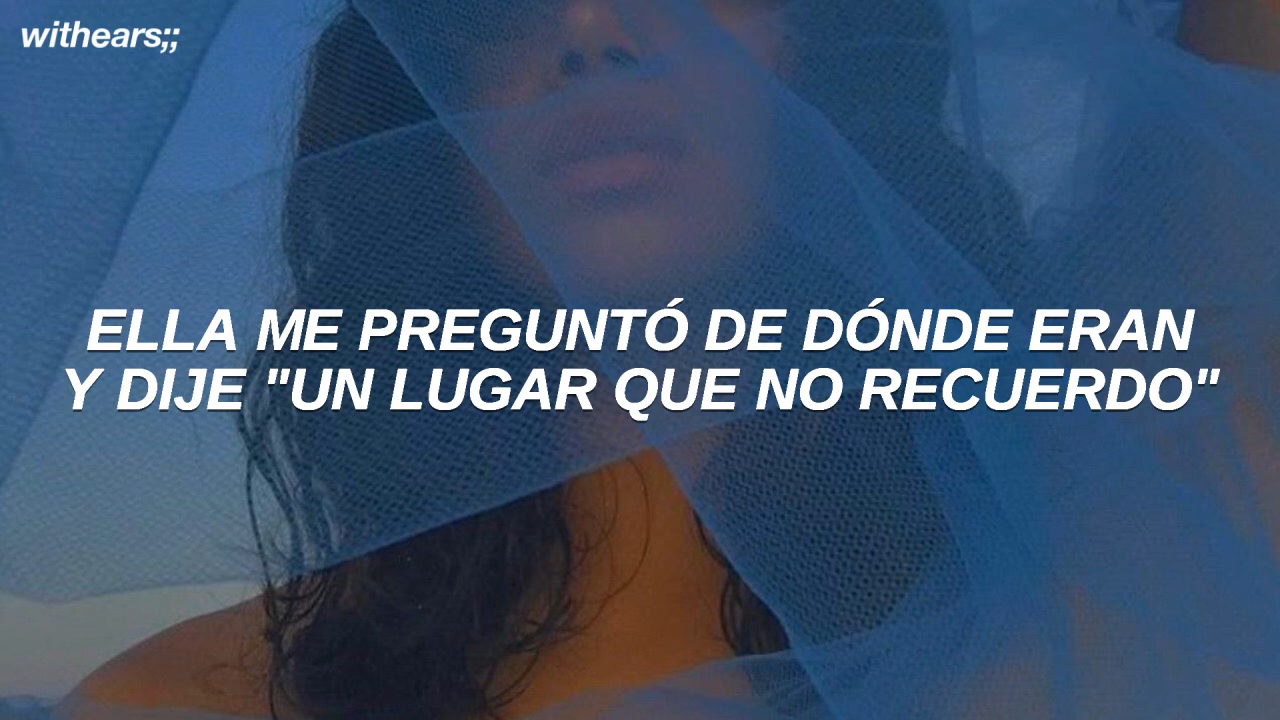 withears;;
ELLA ME PREGUNTÓ DE DÓNDE ERAN
Y DIJE "UN LUGAR QUE NO RECUERDO"